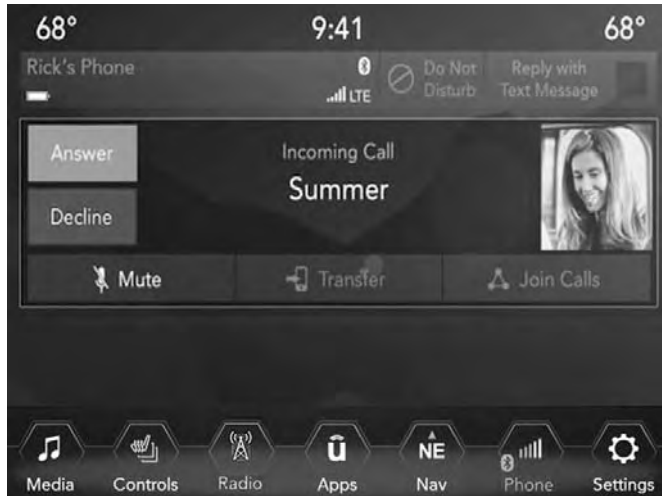 68° 9:41 68°
Rick's Phone
LTE
Do Not
Disturb
Reply with
Text Message
Answer
Incoming Call
Summer
Decline
Mute Transfer Join Calls
û NE
Media Controls Radio Apps Nav Phone Settings